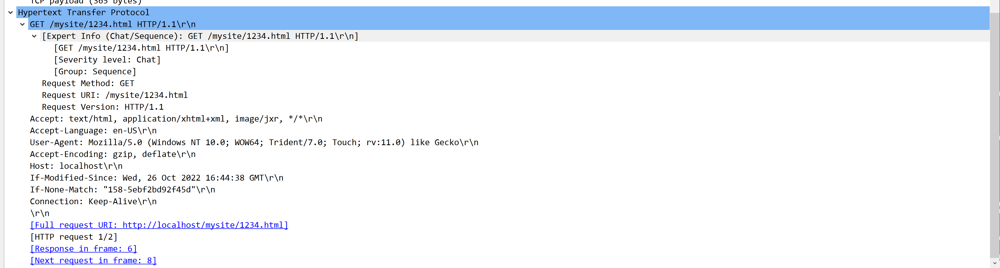 TCP payload (365 bytes)
Hypertext Transfer Protocol
GET /mysite/1234.html HTTP/1.1\r\n
[Expert Info (Chat/Sequence): GET /mysite/1234.html HTTP/1.1\r\n]
[GET /mysite/1234.html HTTP/1.1\r\n]
[Severity level: Chat]
[Group: Sequence]
Request Method: GET
Request URI: /mysite/1234.html
Request Version: HTTP/1.1
Accept: text/html, application/xhtml+xml, image/jxr, */*\r\n
Accept-Language: en-US\r\n
User-Agent: Mozilla/5.0 (Windows NT 10.0; WOW64; Trident/7.0; Touch; rv:11.0) like Gecko\r\n
Accept-Encoding: gzip, deflate\r\n
Host: localhost\r\n
If-Modified-Since: Wed, 26 Oct 2022 16:44:38 GMT\r\n
If-None-Match: "158-5ebf2bd92f45d"\r\n
Connection: Keep-Alive\r\n
\r\n
[Full request URI: http://localhost/mysite/1234.html]
[HTTP request 1/2]
[Response in frame: 6]
[Next request in frame: 8]